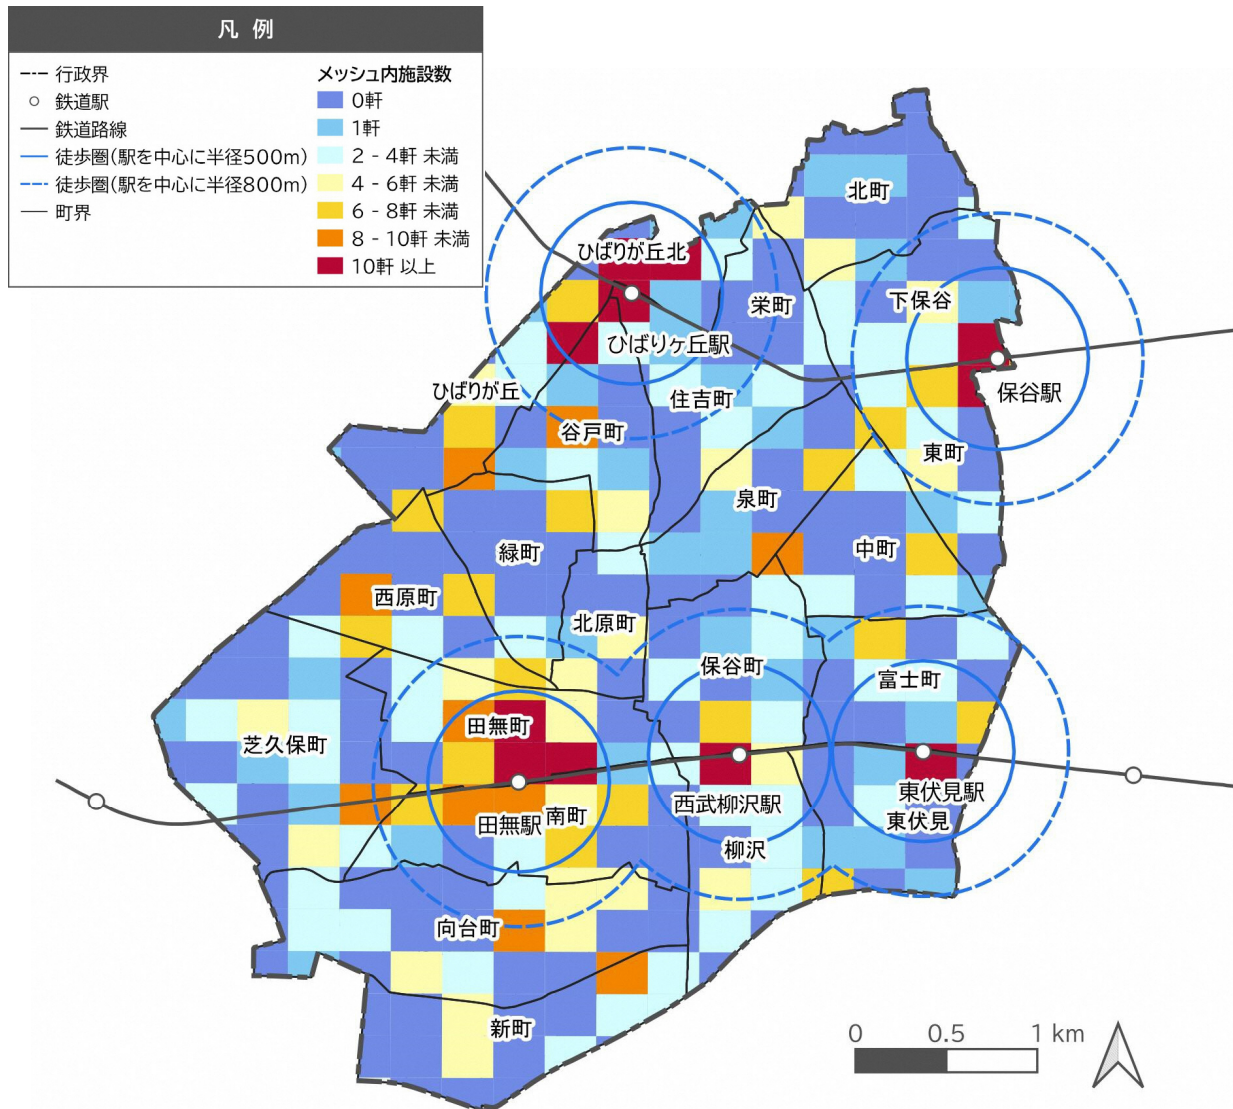 凡 例
行政界
鉄道駅
鉄道路線
徒歩圏(駅を中心に半径500m)
徒歩圏(駅を中心に半径800m)
町界
メッシュ内施設数
0軒
1軒
2 - 4軒 未満
4 - 6軒 未満
6 - 8軒 未満
8 - 10軒 未満
10軒 以上
北町
ひばりが丘北
栄町
下保谷
ひばりヶ丘駅
ひばりが丘
住吉町
保谷駅
谷戸町
東町
泉町
緑町
中町
西原町
北原町
保谷町
富士町
田無町
芝久保町
東伏見駅
西武柳沢駅
南町
田無駅
東伏見
柳沢
向台町
新町
0 0.5 1 km